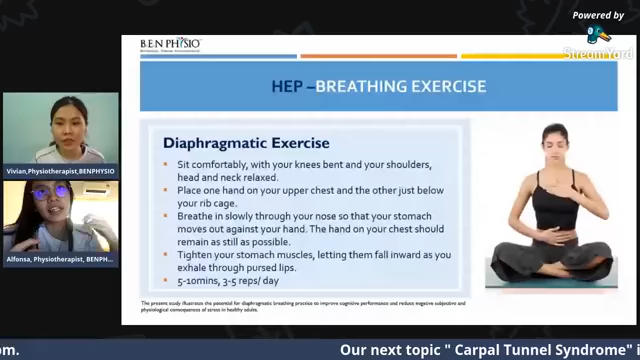 Powered by
StreamYard
B.E.N PHYSIO
HEP –BREATHING EXERCISE
Diaphragmatic Exercise
Sit comfortably, with your knees bent and your shoulders,
head and neck relaxed.
Place one hand on your upper chest and the other just below
your rib cage.
Breathe in slowly through your nose so that your stomach
moves out against your hand. The hand on your chest should
remain as still as possible.
Tighten your stomach muscles, letting them fall inward as you
exhale through pursed lips.
5-10mins, 3-5 reps/ day
The present study illustrates the potential for diaphragmatic breathing practice to improve cognitive performance and reduce negative subjective and
physiological consequences of stress in healthy adults.
Vivian,Physiotherapist,BENPHYSIO
Alfonsa, Physiotherapist, BENPH...
om.
Our next topic " Carpal Tunnel Syndrome" i